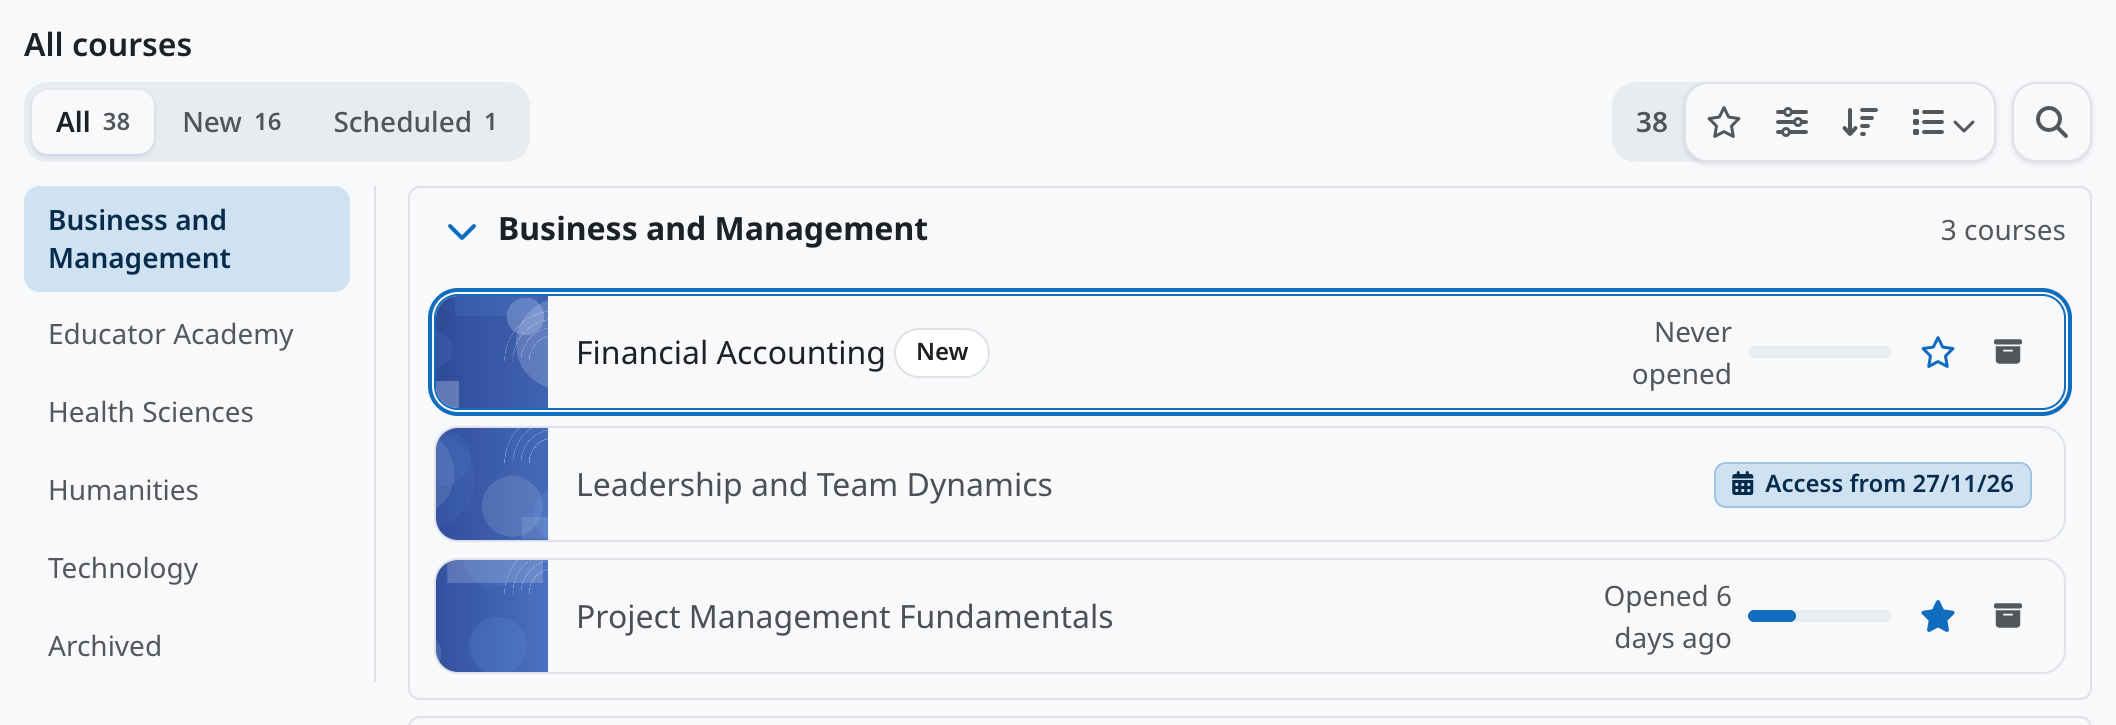 All courses
All 38
New 16
Scheduled 1
38
Business and
Management
Educator Academy
Health Sciences
Humanities
Technology
Archived
Business and Management
3 courses
Financial Accounting New
Never
opened
Leadership and Team Dynamics
Access from 27/11/26
Project Management Fundamentals
Opened 6
days ago